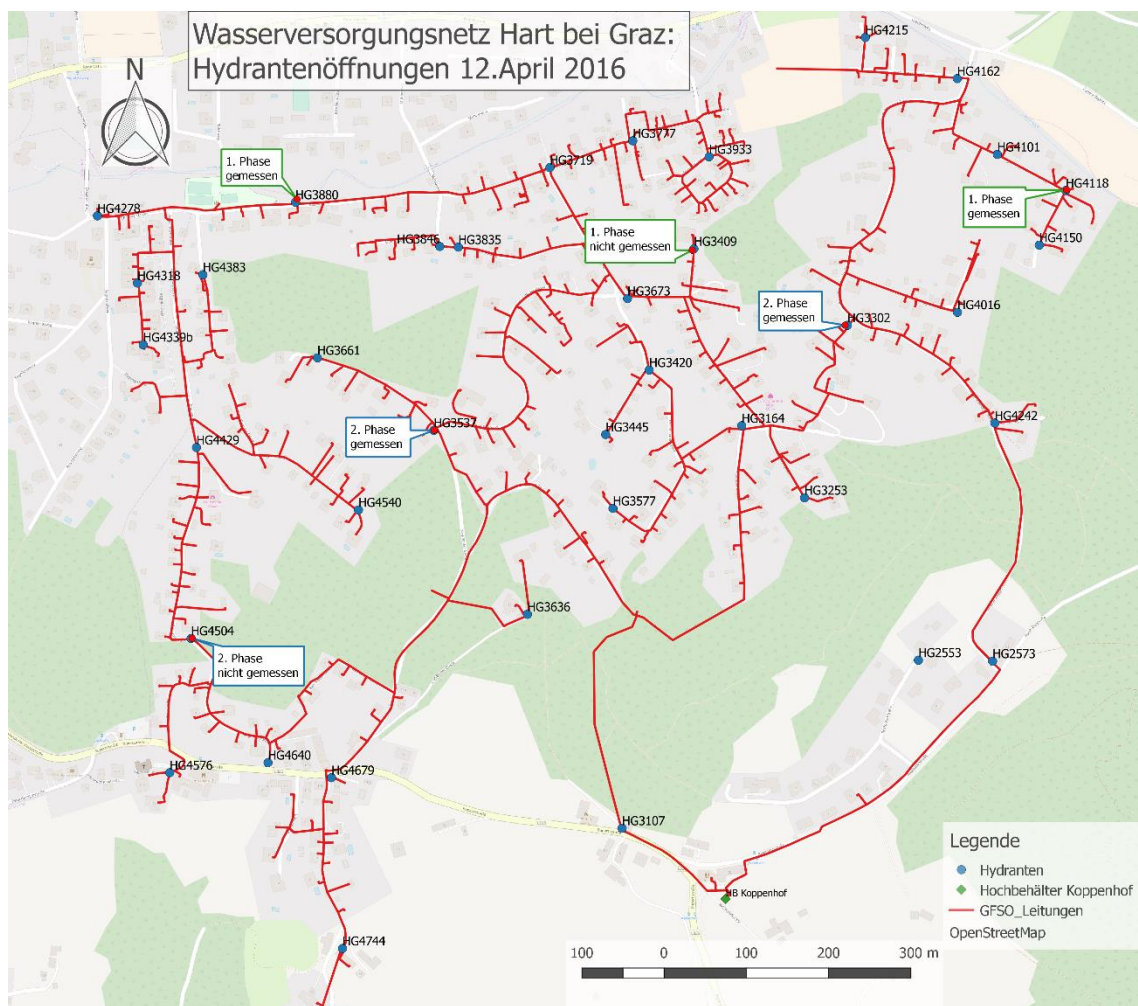 Wasserversorgungsnetz Hart bei Graz:
Hydrantenöffnungen 12.April 2016
N
HG4215
HG4162
HG3777
HG3719
HG3933
HG4101
1. Phase
gemessen
HG3880
HG4118
1. Phase
gemessen
HG4278
1. Phase
nicht gemessen
HG3409
HG3846
HG3835
HG4150
HG4318
HG4383
HG3673
HG4016
2. Phase
gemessen
HG3302
HG4339b
HG3661
HG3420
2. Phase
gemessen
HG3537
HG3445
HG3164
HG4242
HG4429
HG4540
HG3577
HG3253
HG3636
HG4504
2. Phase
nicht gemessen
HG2553
HG2573
HG4640
HG4576
HG4679
HG3107
HB Koppenhof
HG4744
Legende
Hydranten
Hochbehälter Koppenhof
GFSO_Leitungen
OpenStreetMap
100 0 100 200 300 m